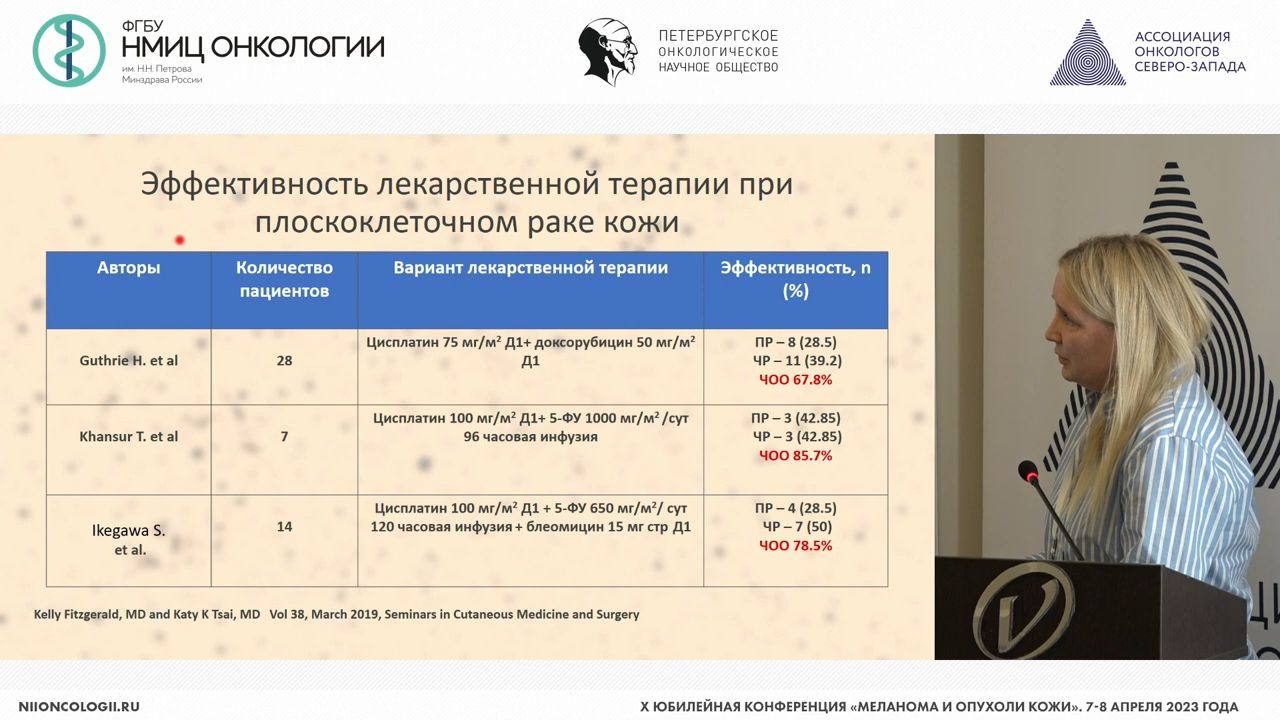 ФГБУ
НМИЦ ОНКОЛОГИИ
им. Н.Н. Петрова
Минздрава России
ПЕТЕРБУРГСКОЕ
ОНКОЛОГИЧЕСКОЕ
НАУЧНОЕ ОБЩЕСТВО
АССОЦИАЦИЯ
ОНКОЛОГОВ
СЕВЕРО-ЗАПАДА
Эффективность лекарственной терапии при
плоскоклеточном раке кожи
Авторы
Количество
пациентов
Вариант лекарственной терапии
Эффективность, n
(%)
Guthrie H. et al
28
Цисплатин 75 мг/м² Д1+ доксорубицин 50 мг/м²
Д1
ПР – 8 (28.5)
ЧР – 11 (39.2)
ЧОО 67.8%
Khansur T. et al
7
Цисплатин 100 мг/м² Д1+ 5-ФУ 1000 мг/м² /сут
96 часовая инфузия
ПР – 3 (42.85)
ЧР – 3 (42.85)
ЧОО 85.7%
Ikegawa S.
et al.
14
Цисплатин 100 мг/м² Д1 + 5-ФУ 650 мг/м²/ сут
120 часовая инфузия + блеомицин 15 мг стр Д1
ПР – 4 (28.5)
ЧР – 7 (50)
ЧОО 78.5%
Kelly Fitzgerald, MD and Katy K Tsai, MD Vol 38, March 2019, Seminars in Cutaneous Medicine and Surgery
NIIONCOLOGII.RU
X ЮБИЛЕЙНАЯ КОНФЕРЕНЦИЯ «МЕЛАНОМА И ОПУХОЛИ КОЖИ». 7-8 АПРЕЛЯ 2023 ГОДА